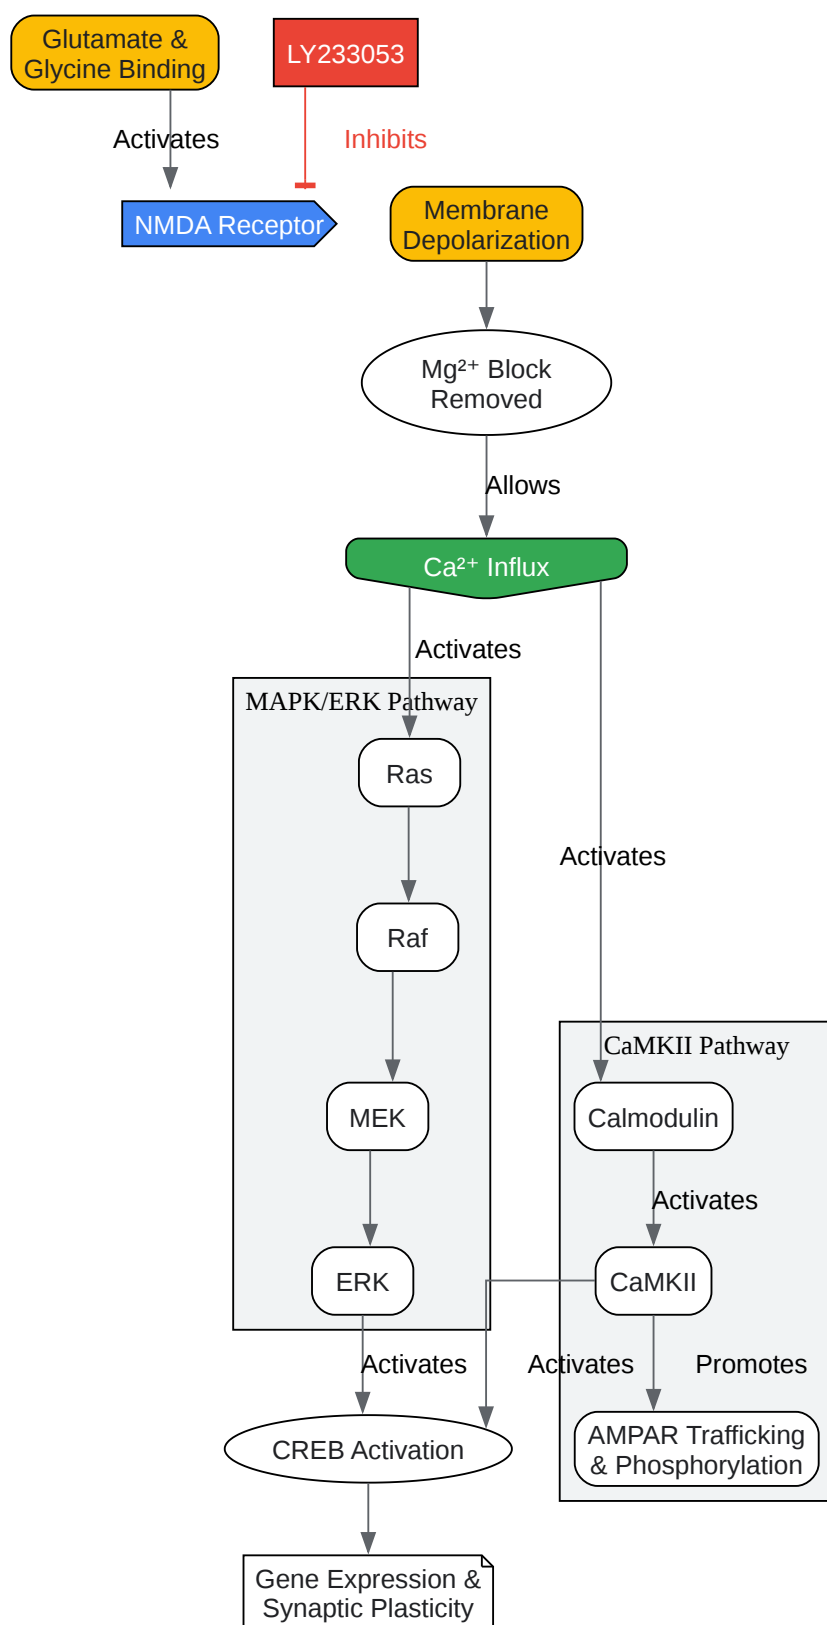 Glutamate &
Glycine Binding
LY233053
Activates
Inhibits
NMDA Receptor
Membrane
Depolarization
Mg²⁺ Block
Removed
Allows
Ca²⁺ Influx
Activates
MAPK/ERK Pathway
Ras
Activates
Raf
CaMKII Pathway
MEK
Calmodulin
Activates
ERK
CaMKII
Activates
Activates
Promotes
AMPAR Trafficking
& Phosphorylation
CREB Activation
Gene Expression &
Synaptic Plasticity